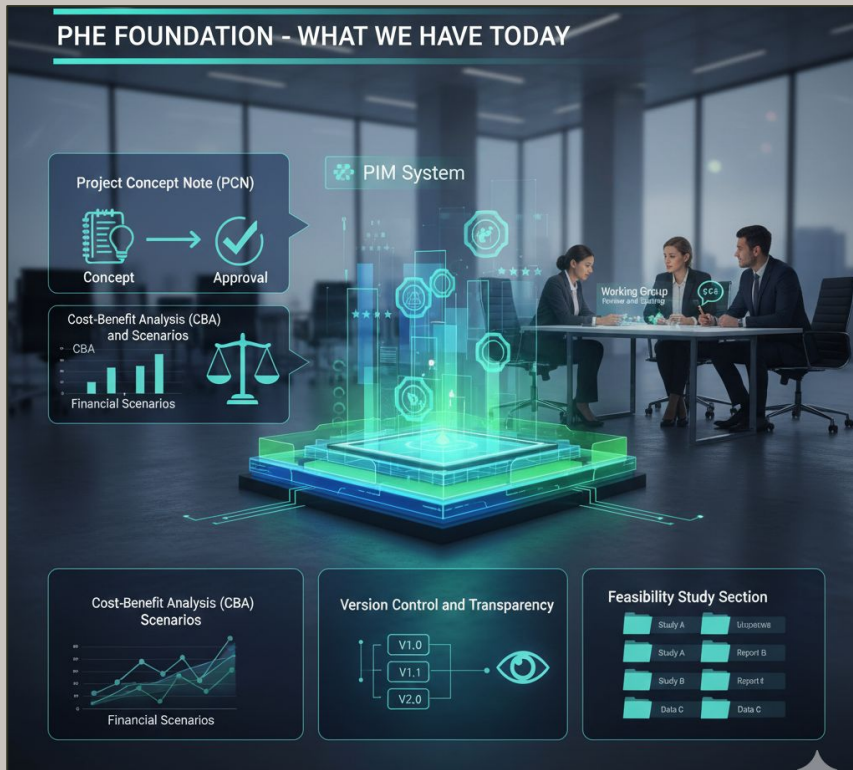 PHE FOUNDATION - WHAT WE HAVE TODAY
Project Concept Note (PCN)
Concept
Approval
PIM System
Cost-Benefit Analysis (CBA)
and Scenarios
CBA
Financial Scenarios
Working Group
Cost-Benefit Analysis (CBA)
Scenarios
Financial Scenarios
Version Control and Transparency
V1.0
V1.1
V2.0
Feasibility Study Section
Study A
Study A
Report B
Study B
Data C
Data C